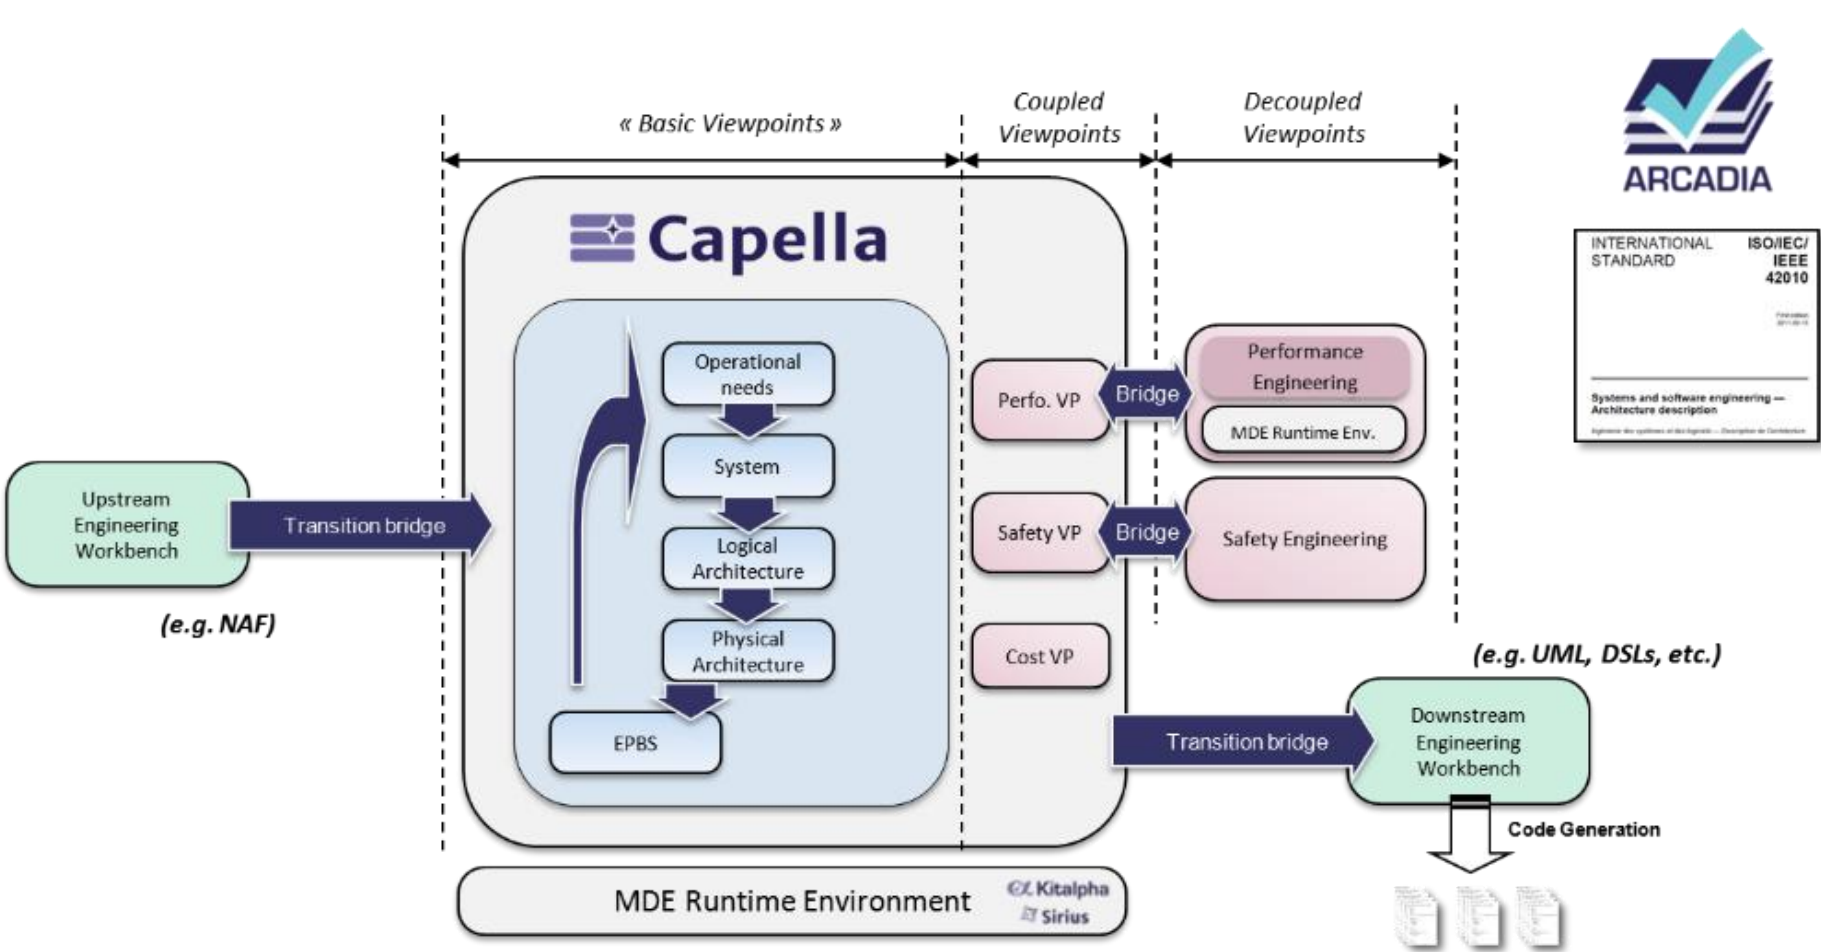 « Basic Viewpoints »
Coupled
Viewpoints
Decoupled
Viewpoints
ARCADIA
INTERNATIONAL
STANDARD
ISO/IEC/
IEEE
42010
Systems and software engineering —
Architecture description
Capella
Operational
needs
System
Logical
Architecture
Physical
Architecture
EPBS
Upstream
Engineering
Workbench
Transition bridge
(e.g. NAF)
Perfo. VP
Bridge
Performance
Engineering
MDE Runtime Env.
Safety VP
Bridge
Safety Engineering
Cost VP
(e.g. UML, DSLs, etc.)
Transition bridge
Downstream
Engineering
Workbench
Code Generation
MDE Runtime Environment
Kitalpha
Sirius